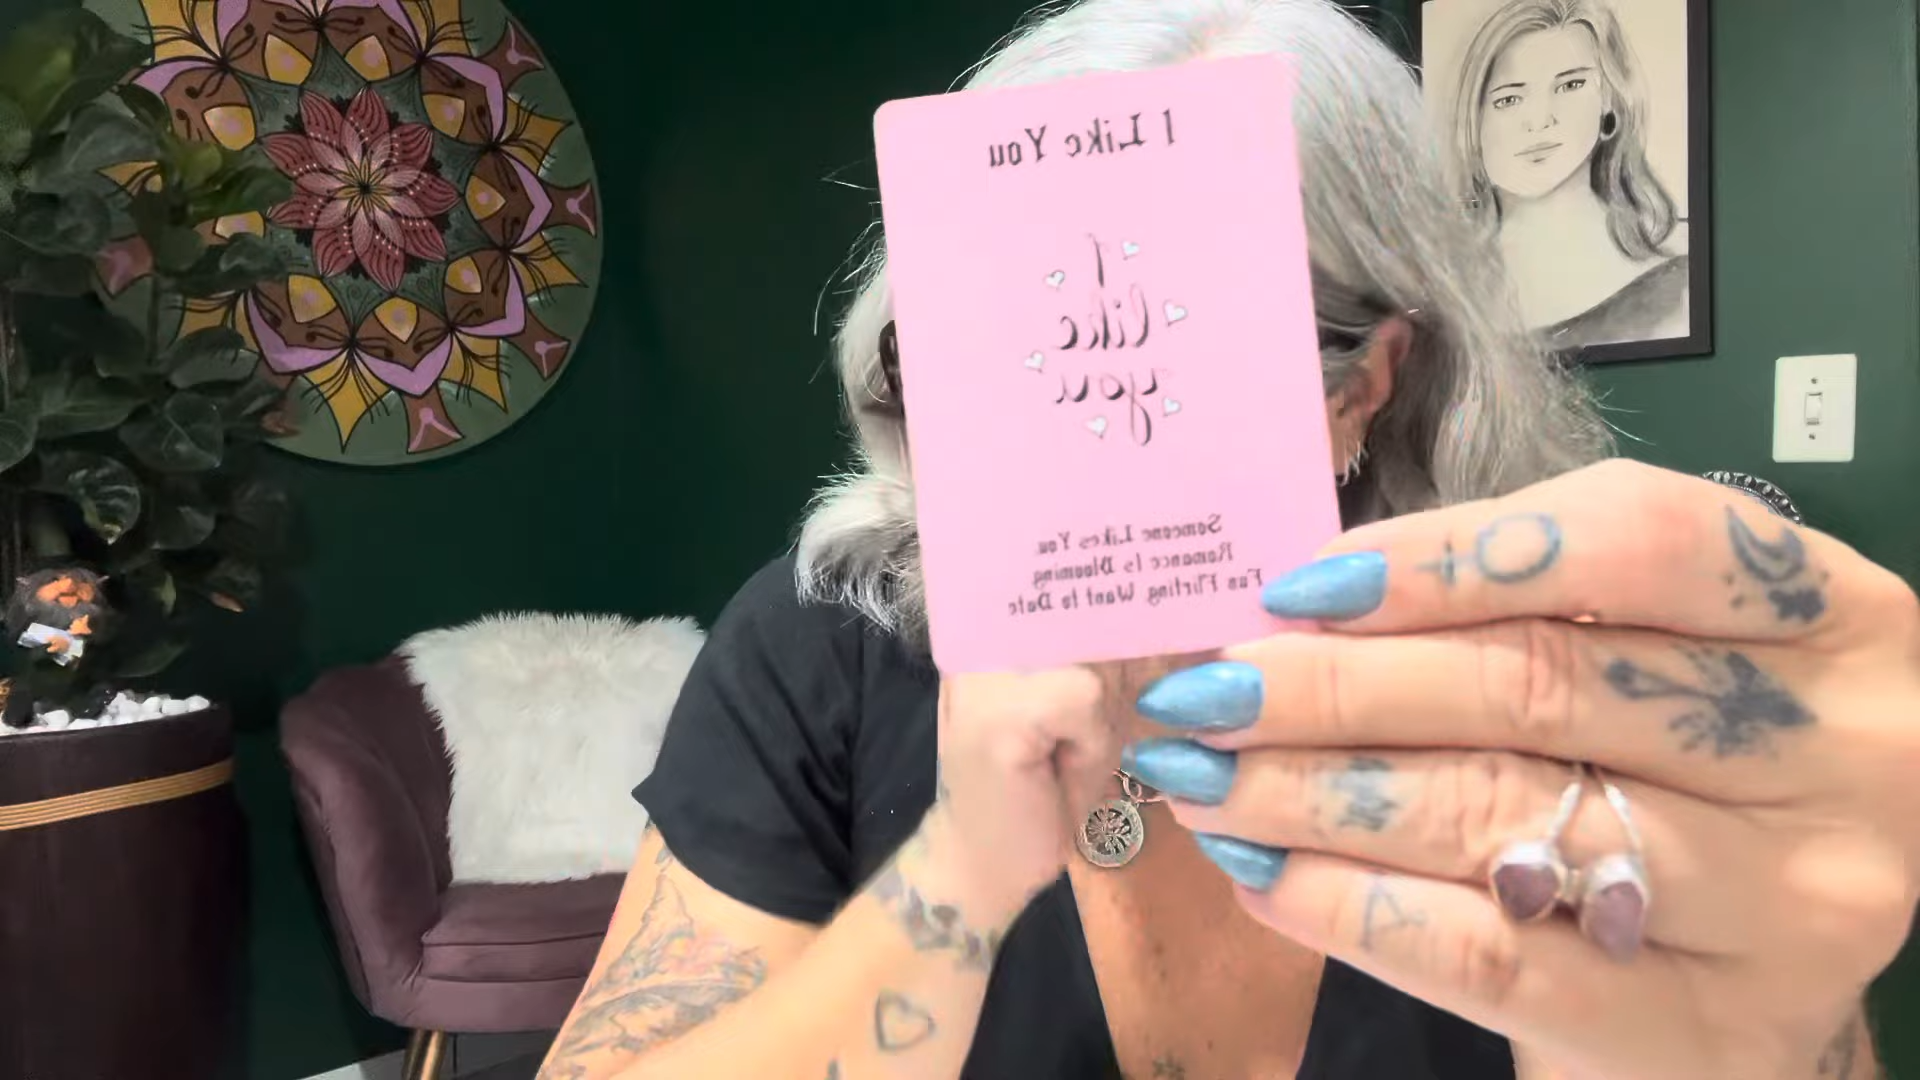 I Like You
I
like
you
Someone Likes You.
Romance Is Blooming.
Fun Flirting. Want to Date